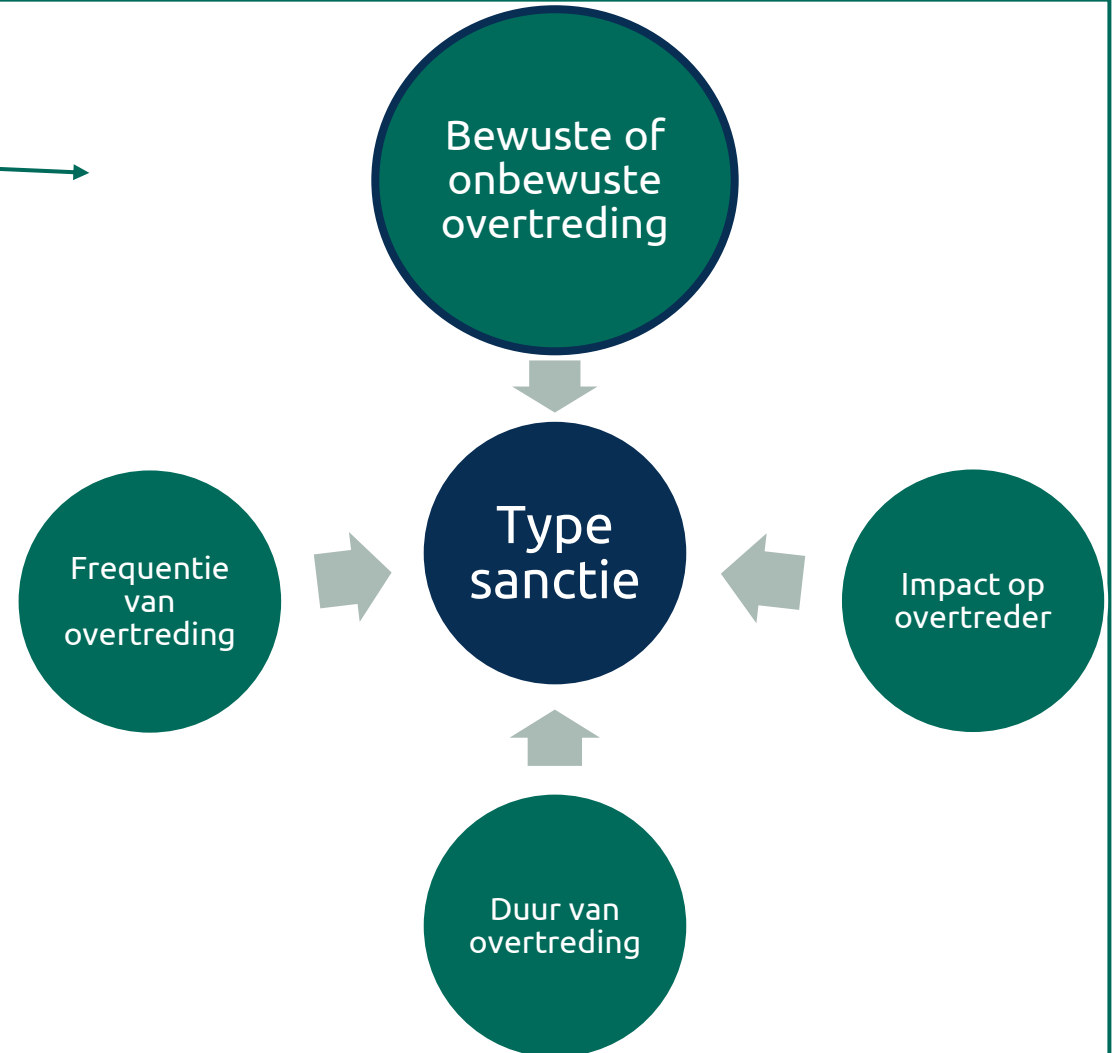 Bewuste of
onbewuste
overtreding
Type
sanctie
Frequentie
van
overtreding
Impact op
overtreder
Duur van
overtreding